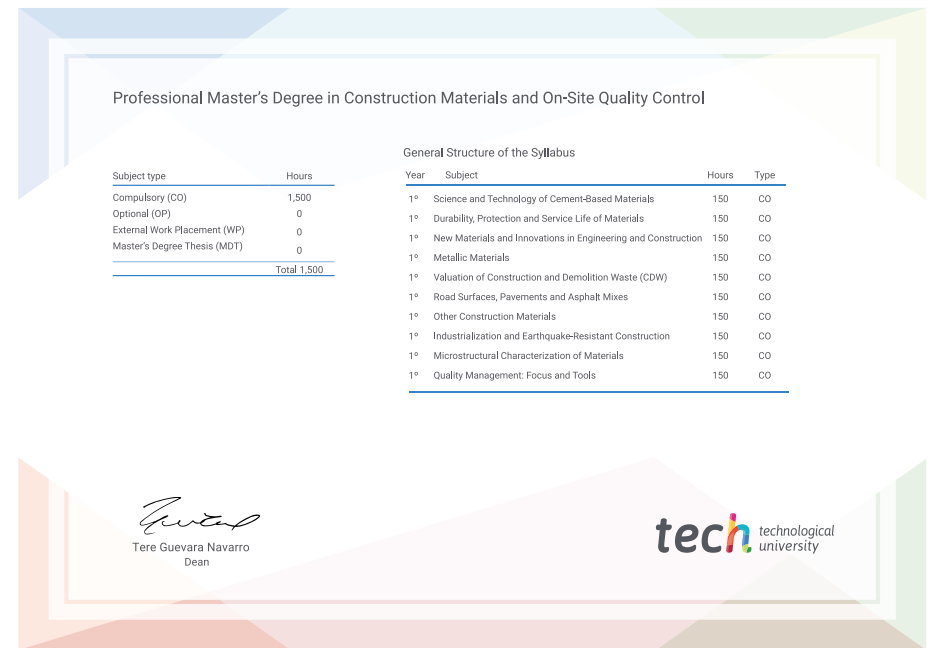 Professional Master's Degree in Construction Materials and On-Site Quality Control
Subject type Hours
Compulsory (CO) 1,500
Optional (OP) 0
External Work Placement (WP) 0
Master's Degree Thesis (MDT) 0
Total 1,500
General Structure of the Syllabus
Year Subject Hours Type
1º Science and Technology of Cement-Based Materials 150 CO
1º Durability, Protection and Service Life of Materials 150 CO
1º New Materials and Innovations in Engineering and Construction 150 CO
1º Metallic Materials 150 CO
1º Valuation of Construction and Demolition Waste (CDW) 150 CO
1º Road Surfaces, Pavements and Asphalt Mixes 150 CO
1º Other Construction Materials 150 CO
1º Industrialization and Earthquake-Resistant Construction 150 CO
1º Microstructural Characterization of Materials 150 CO
1º Quality Management: Focus and Tools 150 CO
Tere Guevara Navarro
Dean
tech technological
university